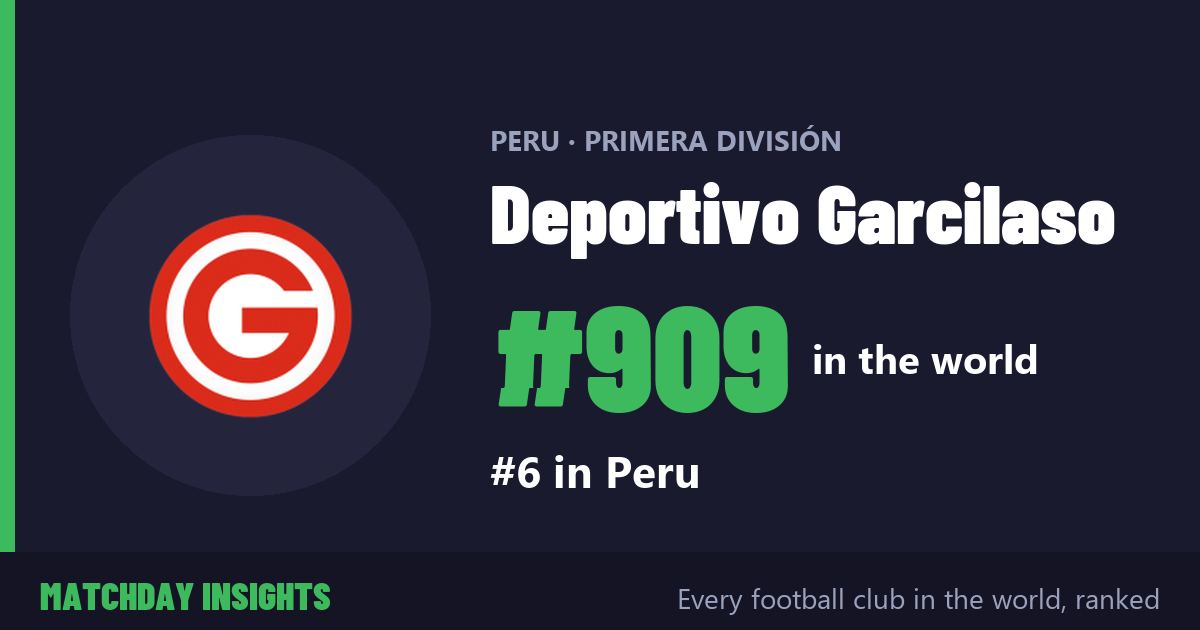 PERU · PRIMERA DIVISIÓN
Deportivo Garcilaso
G
#909 in the world
#6 in Peru
MATCHDAY INSIGHTS
Every football club in the world, ranked